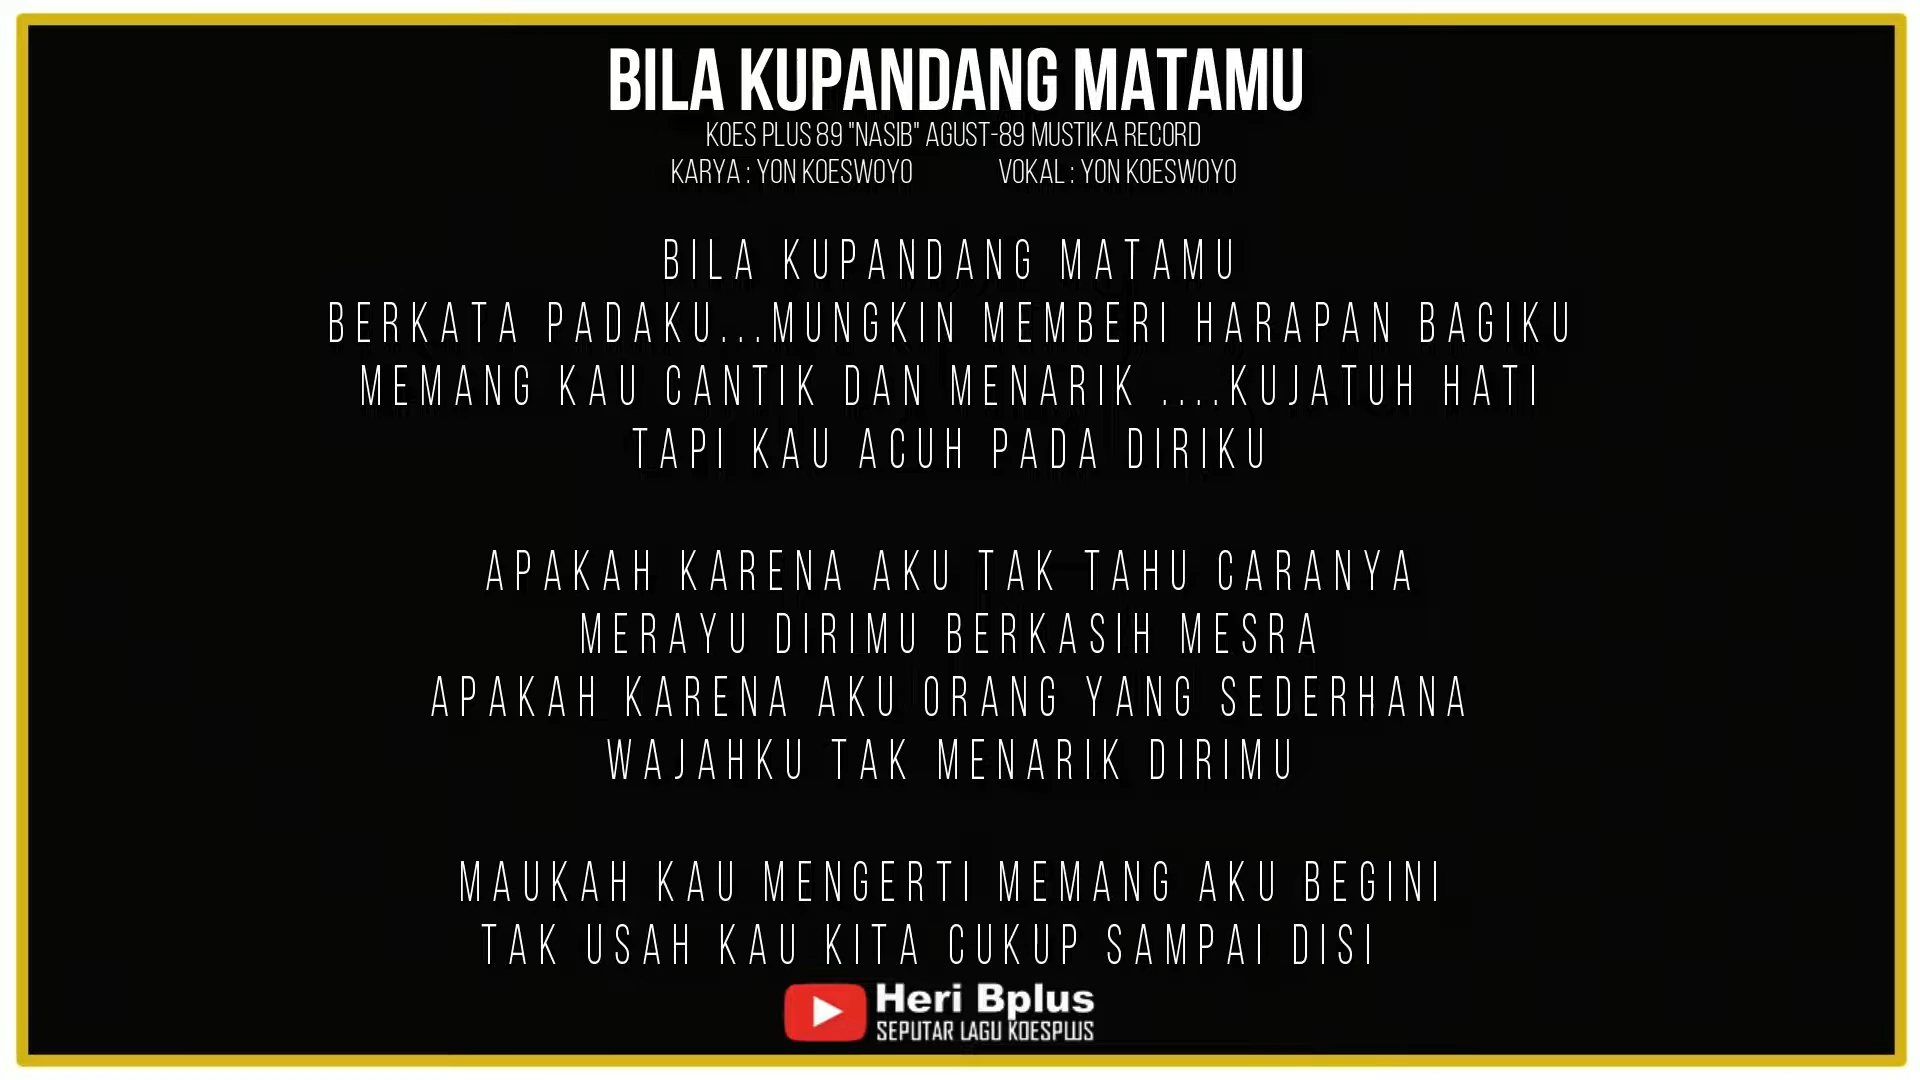 BILA KUPANDANG MATAMU
KOES PLUS 89 "NASIB" AGUST-89 MUSTIKA RECORD
KARYA : YON KOESWOYO VOKAL : YON KOESWOYO
BILA KUPANDANG MATAMU
BERKATA PADAKU...MUNGKIN MEMBERI HARAPAN BAGIKU
MEMANG KAU CANTIK DAN MENARIK ....KUJATUH HATI
TAPI KAU ACUH PADA DIRIKU
APAKAH KARENA AKU TAK TAHU CARANYA
MERAYU DIRIMU BERKASIH MESRA
APAKAH KARENA AKU ORANG YANG SEDERHANA
WAJAHKU TAK MENARIK DIRIMU
MAUKAH KAU MENGERTI MEMANG AKU BEGINI
TAK USAH KAU KITA CUKUP SAMPAI DISI
Heri Bplus
SEPUTAR LAGU KOESPLUS